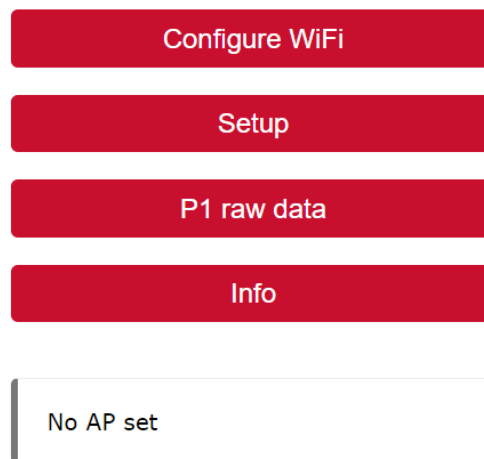 Configure WiFi
Setup
P1 raw data
Info
No AP set